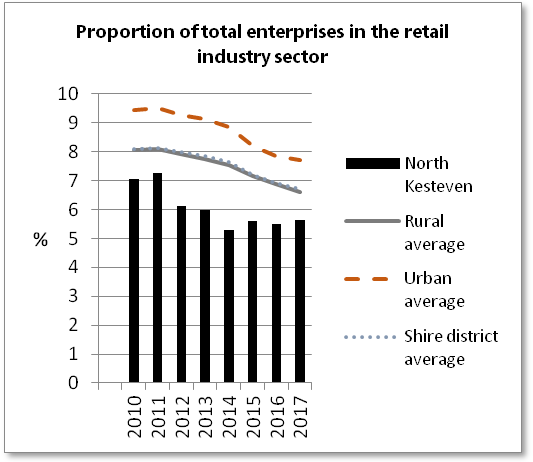 Proportion of total enterprises in the retail
industry sector
10
9
8
7
6
5
4
3
2
1
0
%
2010
2011
2012
2013
2014
2015
2016
2017
North
Kesteven
Rural
average
Urban
average
Shire district
average